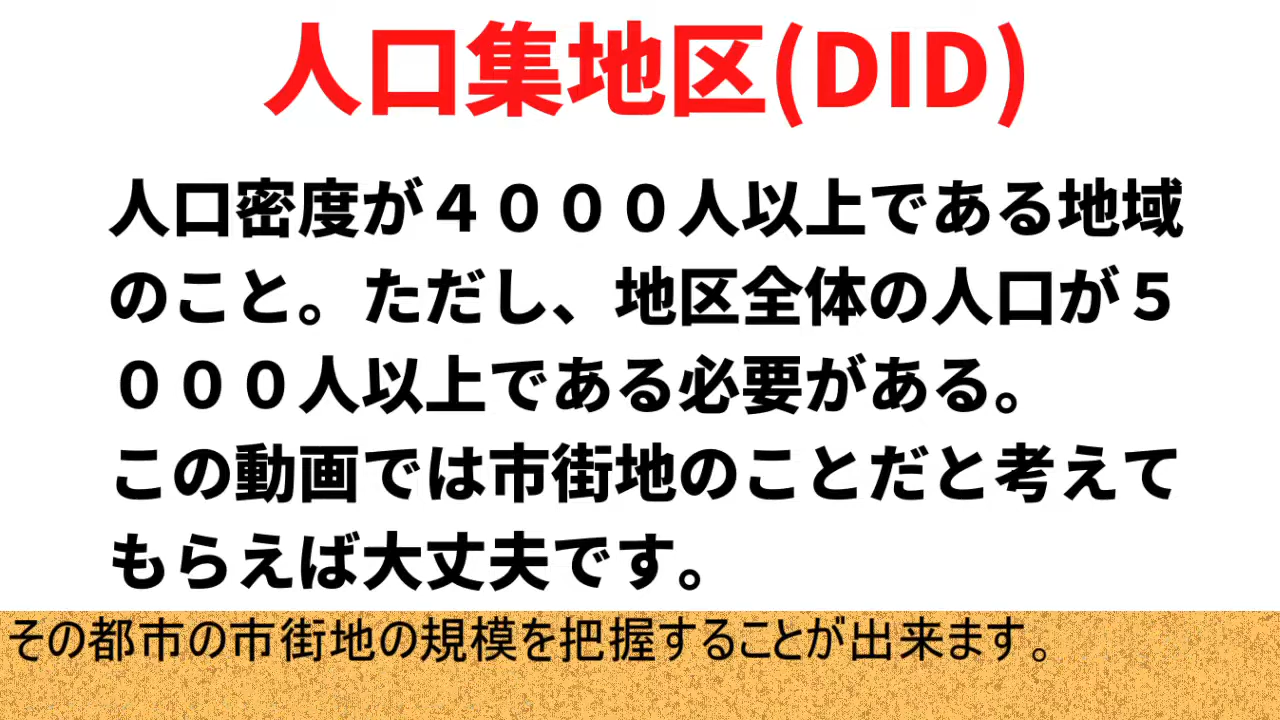 人口集地区(DID)
人口密度が４０００人以上である地域
のこと。ただし、地区全体の人口が５
０００人以上である必要がある。
この動画では市街地のことだと考えて
もらえば大丈夫です。
その都市の市街地の規模を把握することが出来ます。